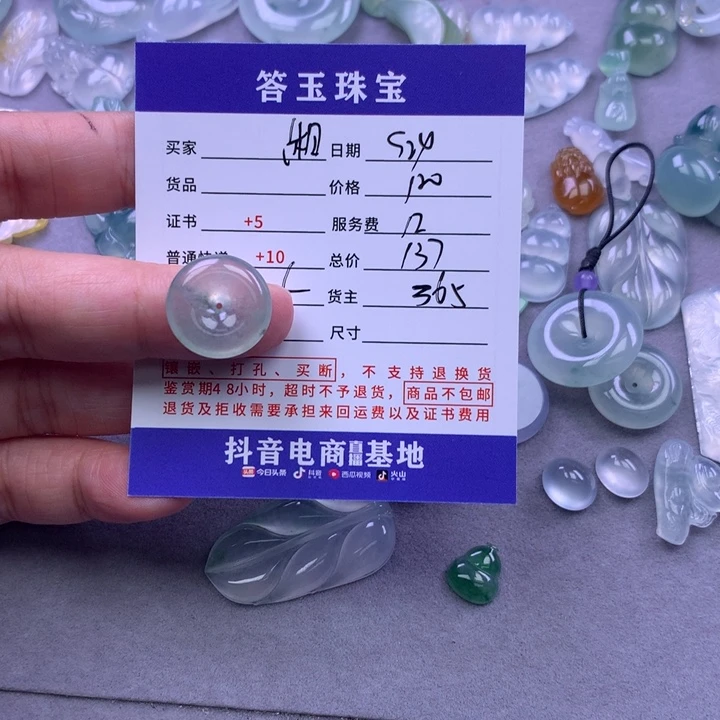 答玉珠宝
买家 湘 日期 524
货品 价格 120
证书 +5 服务费 12
普通快递 +10 总价 137
货主 365
尺寸
镶嵌、打孔、买断，不支持退换货
鉴赏期48小时，超时不予退货，商品不包邮
退货及拒收需要承担来回运费以及证书费用
抖音电商直播基地
头条 今日头条 抖音 西瓜视频 火山